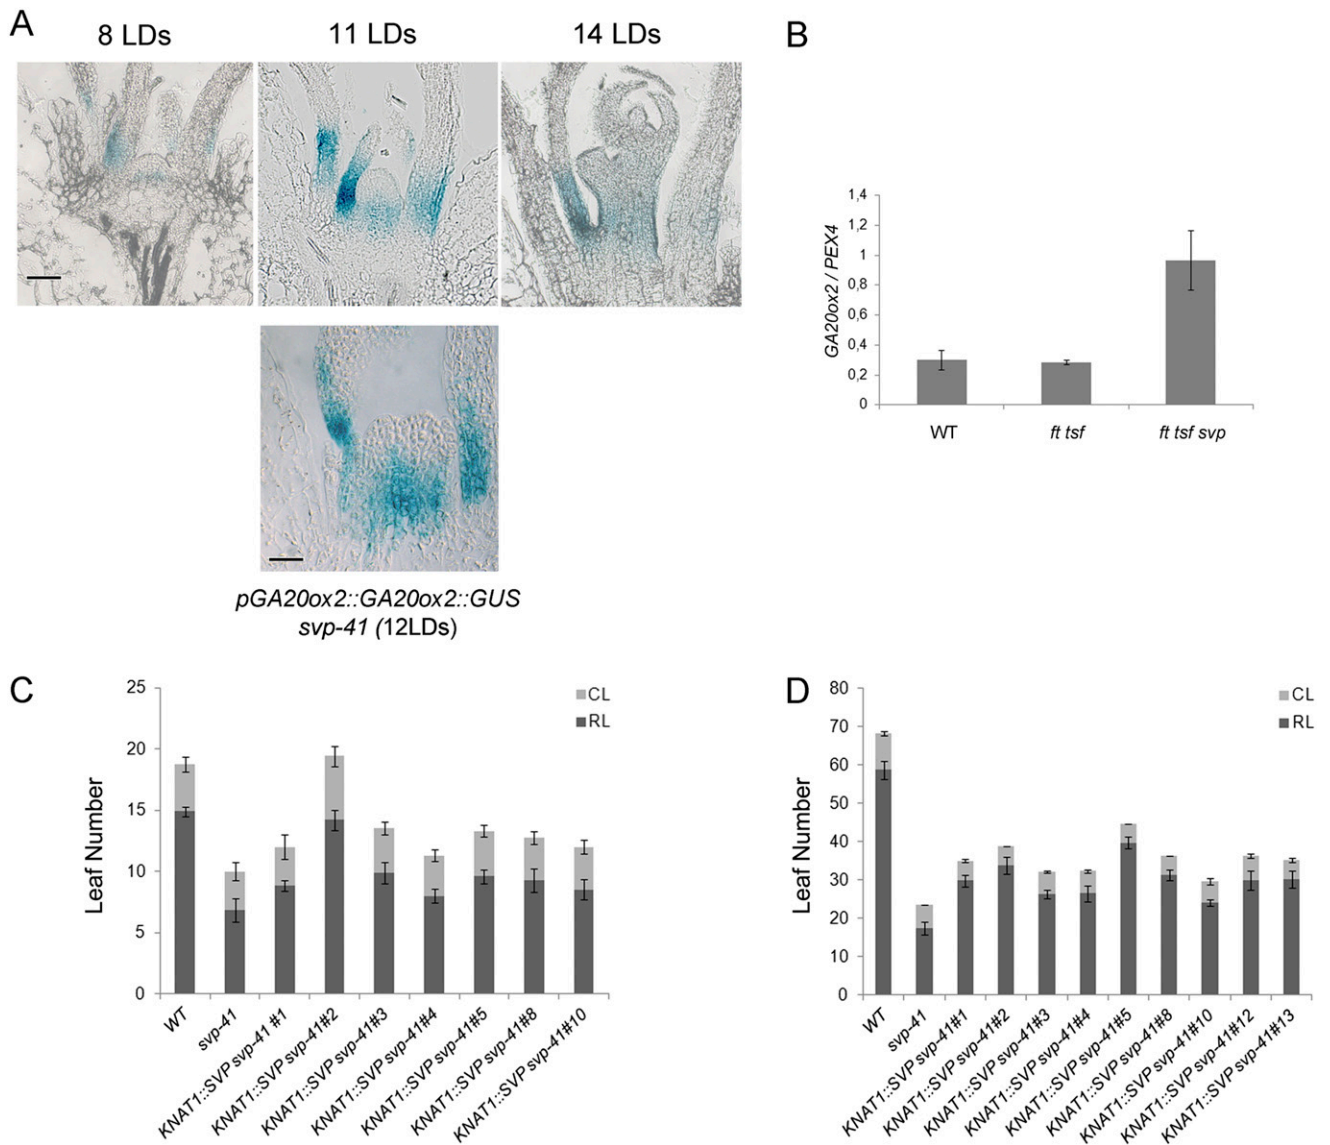 A
8 LDs
11 LDs
14 LDs
pGA20ox2::GA20ox2::GUS
svp-41 (12LDs)
B
GA20ox2 / PEX4
1,4
1,2
1
0,8
0,6
0,4
0,2
0
WT
ft tsf
ft tsf svp
C
Leaf Number
25
20
15
10
5
0
CL
RL
WT
svp-41
KNAT1::SVP svp-41 #1
KNAT1::SVP svp-41#2
KNAT1::SVP svp-41#3
KNAT1::SVP svp-41#4
KNAT1::SVP svp-41#5
KNAT1::SVP svp-41#8
KNAT1::SVP svp-41#10
D
Leaf Number
80
70
60
50
40
30
20
10
0
CL
RL
WT
svp-41
KNAT1::SVP svp-41#1
KNAT1::SVP svp-41#2
KNAT1::SVP svp-41#3
KNAT1::SVP svp-41#4
KNAT1::SVP svp-41#5
KNAT1::SVP svp-41#8
KNAT1::SVP svp-41#10
KNAT1::SVP svp-41#12
KNAT1::SVP svp-41#13